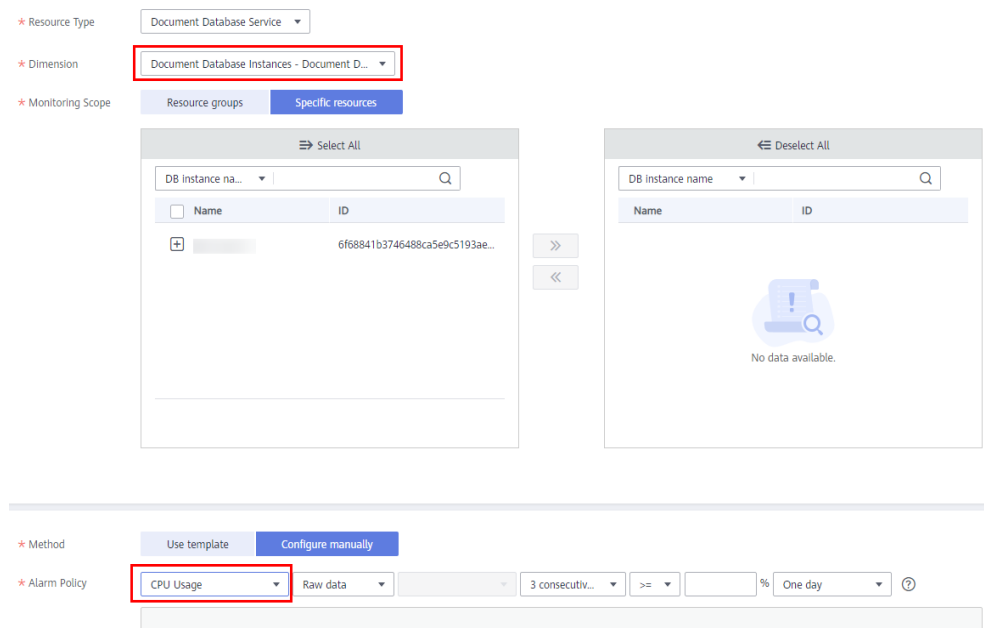 * Resource Type Document Database Service
* Dimension Document Database Instances - Document D...
* Monitoring Scope Resource groups Specific resources
Select All
DB instance na...
Name ID
6f68841b3746488ca5e9c5193ae...
Deselect All
DB instance name
Name ID
No data available.
* Method Use template Configure manually
* Alarm Policy CPU Usage Raw data 3 consecutiv... >= % One day ?